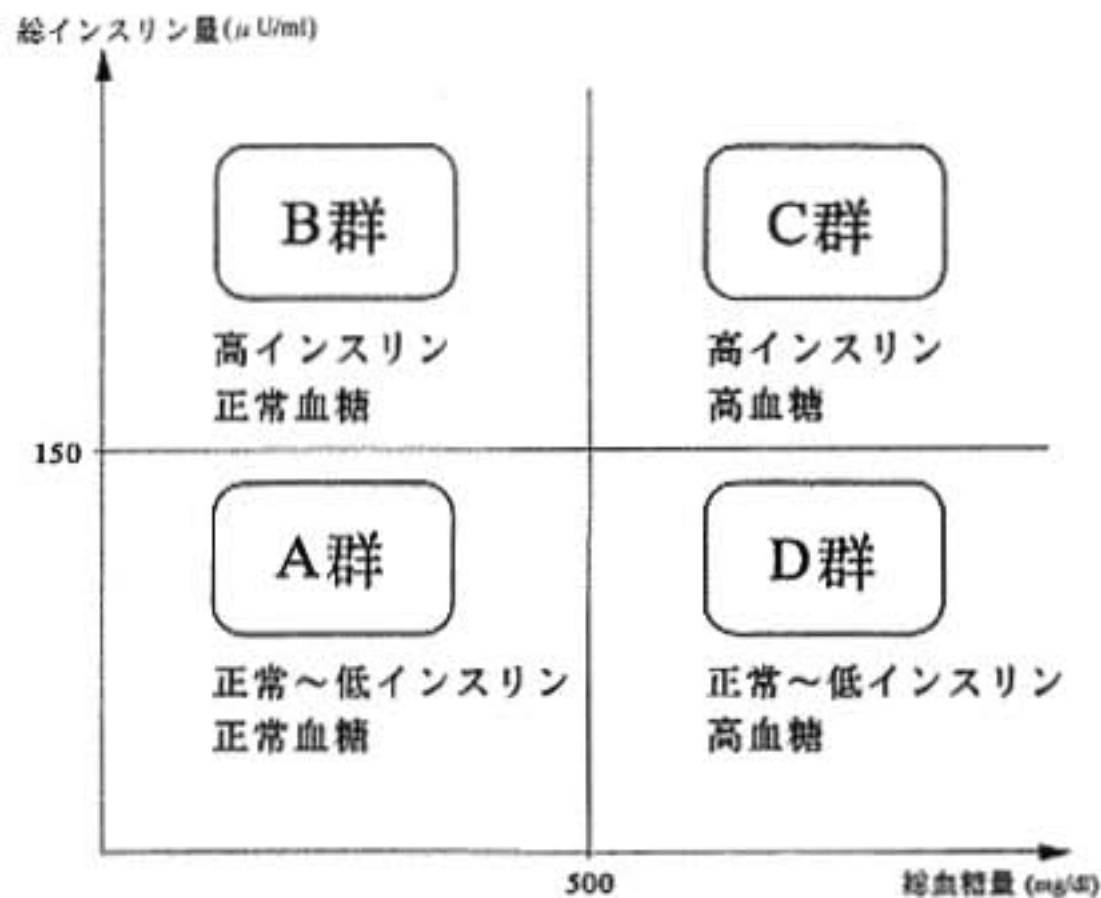 総インスリン量(μU/ml)
B群
高インスリン
正常血糖
C群
高インスリン
高血糖
150
A群
正常~低インスリン
正常血糖
D群
正常~低インスリン
高血糖
500
総血糖量 (mg/dl)